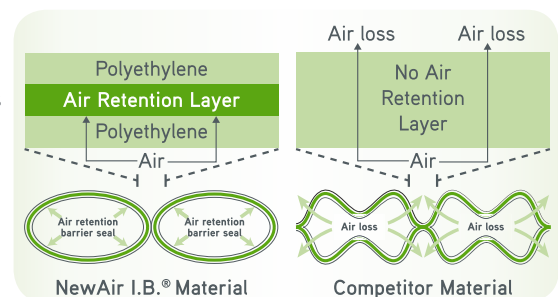 Air loss
Air loss
Polyethylene
Air Retention Layer
Polyethylene
Air
No Air
Retention
Layer
Air
Air retention
barrier seal
Air retention
barrier seal
Air loss
Air loss
NewAir I.B.® Material
Competitor Material